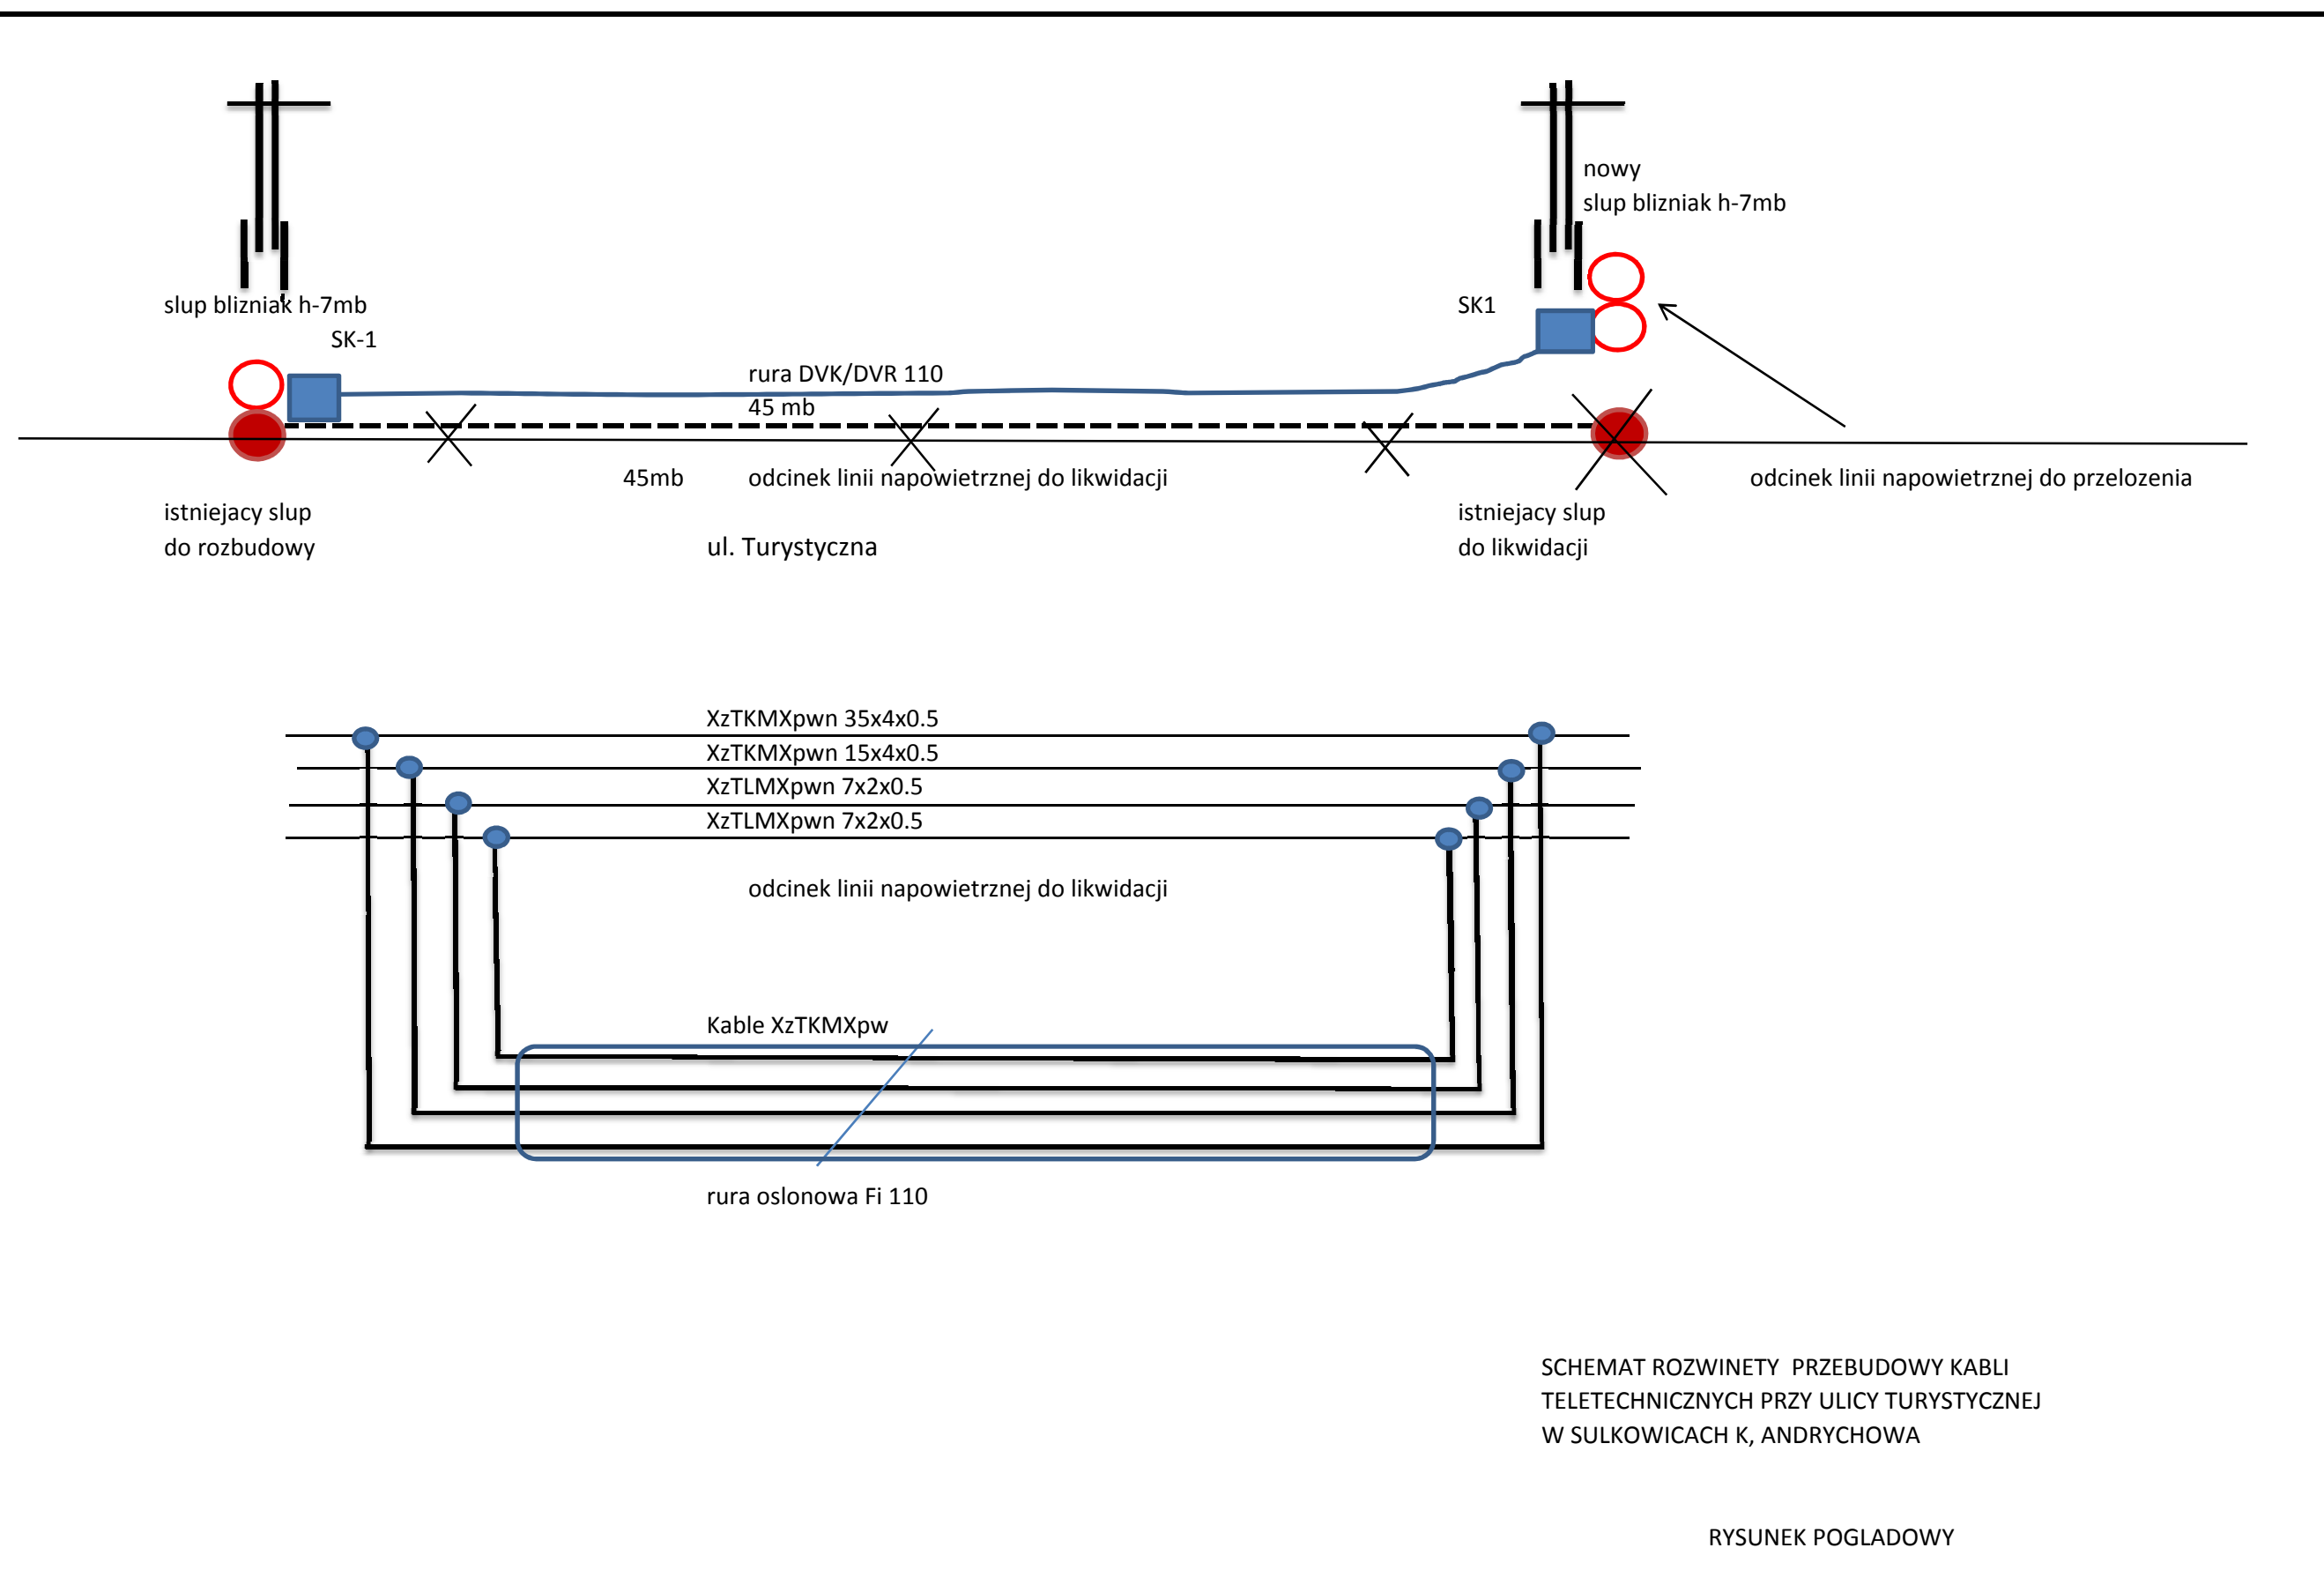 nowy
slup blizniak h-7mb
slup blizniak h-7mb
SK1
SK-1
rura DVK/DVR 110
45 mb
45mb odcinek linii napowietrznej do likwidacji
odcinek linii napowietrznej do przelozenia
istniejacy slup
do rozbudowy
ul. Turystyczna
istniejacy slup
do likwidacji
XzTKMXpwn 35x4x0.5
XzTKMXpwn 15x4x0.5
XzTLMXpwn 7x2x0.5
XzTLMXpwn 7x2x0.5
odcinek linii napowietrznej do likwidacji
Kable XzTKMXpw
rura oslonowa Fi 110
SCHEMAT ROZWINETY PRZEBUDOWY KABLI
TELETECHNICZNYCH PRZY ULICY TURYSTYCZNEJ
W SULKOWICACH K, ANDRYCHOWA
RYSUNEK POGLADOWY